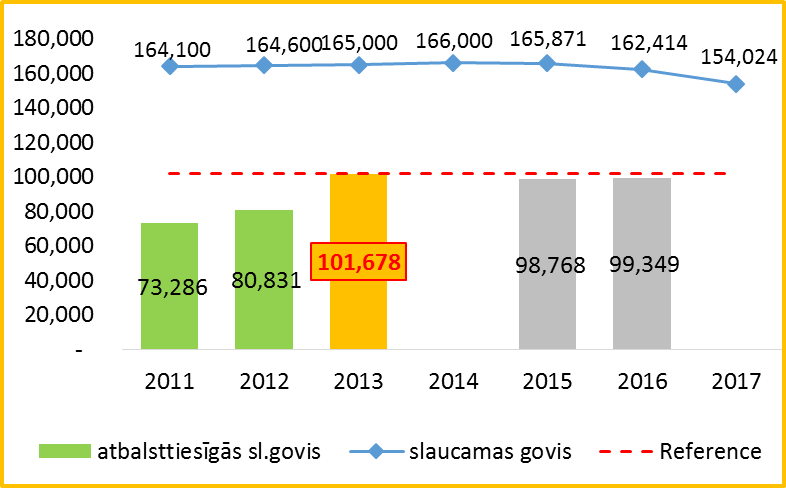 180,000
160,000
140,000
120,000
100,000
80,000
60,000
40,000
20,000
-
164,100 164,600 165,000 166,000 165,871 162,414 154,024
73,286 80,831 101,678 98,768 99,349
2011 2012 2013 2014 2015 2016 2017
atbalsttiesīgās sl.govis slaucamas govis Reference